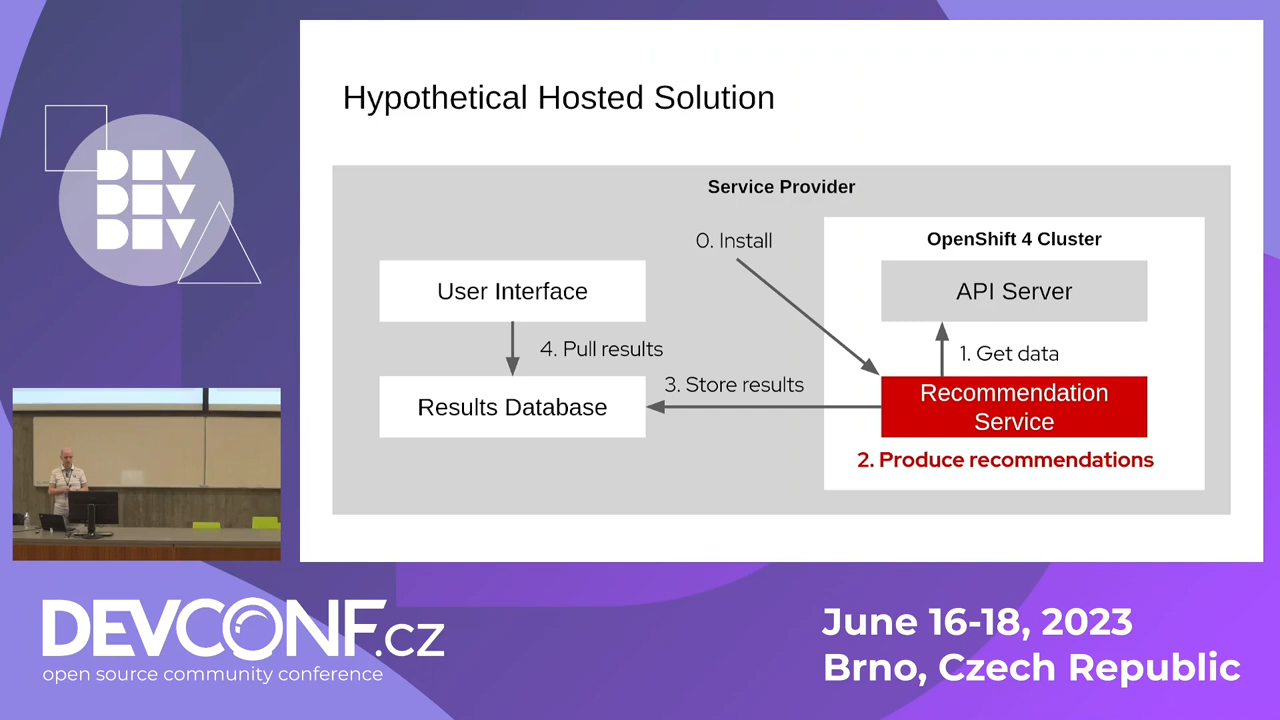 DEV
DEV
DEV
Hypothetical Hosted Solution
Service Provider
0. Install
OpenShift 4 Cluster
User Interface
API Server
4. Pull results
1. Get data
3. Store results
Results Database
Recommendation
Service
2. Produce recommendations
DEVCONF.CZ
open source community conference
June 16-18, 2023
Brno, Czech Republic